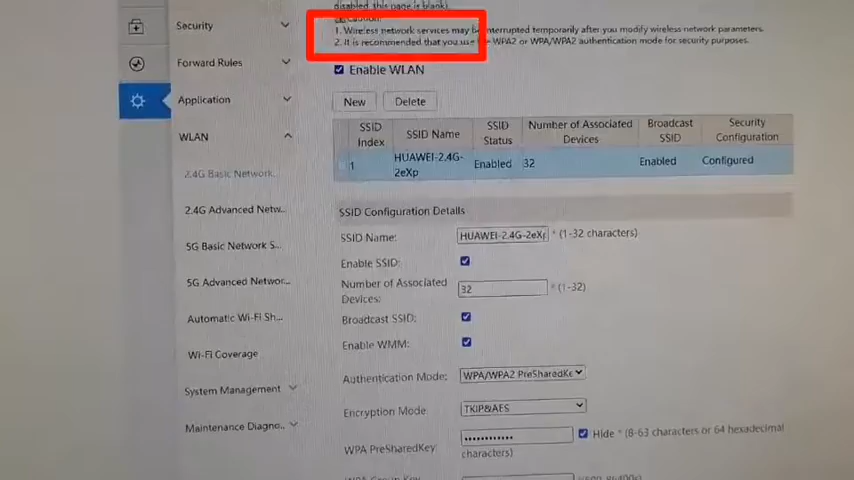 disabled, this page is blank).
Caution:
1. Wireless network services may be interrupted temporarily after you modify wireless network parameters.
2. It is recommended that you use the WPA2 or WPA/WPA2 authentication mode for security purposes.
Security
Forward Rules
Application
WLAN
2.4G Basic Network..
2.4G Advanced Netw..
5G Basic Network S..
5G Advanced Networ..
Automatic Wi-Fi Sh..
Wi-Fi Coverage
System Management
Maintenance Diagno..
Enable WLAN
New Delete
SSID Index SSID Name SSID Status Number of Associated Devices Broadcast SSID Security Configuration
1 HUAWEI-2.4G-2eXp Enabled 32 Enabled Configured
SSID Configuration Details
SSID Name: HUAWEI-2.4G-2eXp * (1-32 characters)
Enable SSID:
Number of Associated
Devices: 32 * (1-32)
Broadcast SSID:
Enable WMM:
Authentication Mode: WPA/WPA2 PreSharedKe
Encryption Mode: TKIP&AES
WPA PreSharedKey: •••••••••••• Hide * (8-63 characters or 64 hexadecimal
characters)